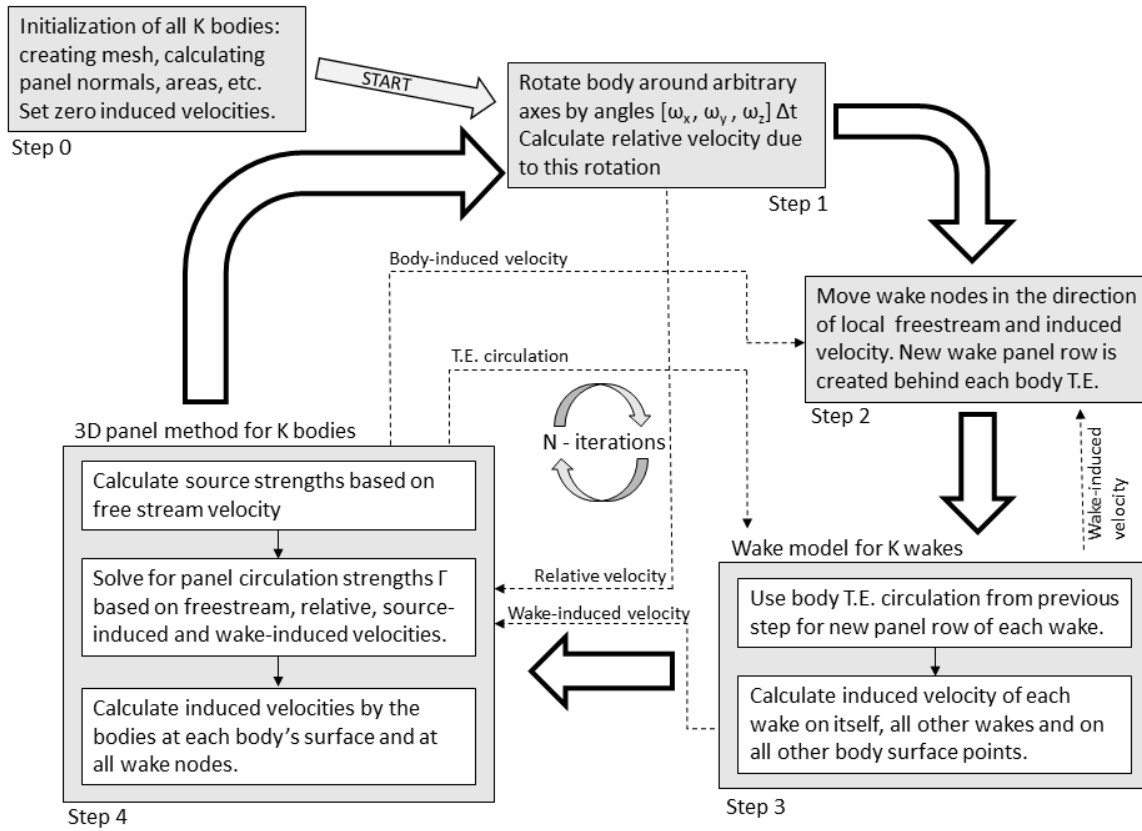 Initialization of all K bodies:
creating mesh, calculating
panel normals, areas, etc.
Set zero induced velocities.
Step 0
START
Rotate body around arbitrary
axes by angles [ωx, ωy, ωz] Δt
Calculate relative velocity due
to this rotation
Step 1
Body-induced velocity
Move wake nodes in the direction
of local freestream and induced
velocity. New wake panel row is
created behind each body T.E.
Step 2
T.E. circulation
N - iterations
Wake-induced
velocity
3D panel method for K bodies
Calculate source strengths based on
free stream velocity
Solve for panel circulation strengths Γ
based on freestream, relative, source-
induced and wake-induced velocities.
Calculate induced velocities by the
bodies at each body's surface and at
all wake nodes.
Step 4
Relative velocity
Wake-induced velocity
Wake model for K wakes
Use body T.E. circulation from previous
step for new panel row of each wake.
Calculate induced velocity of each
wake on itself, all other wakes and on
all other body surface points.
Step 3